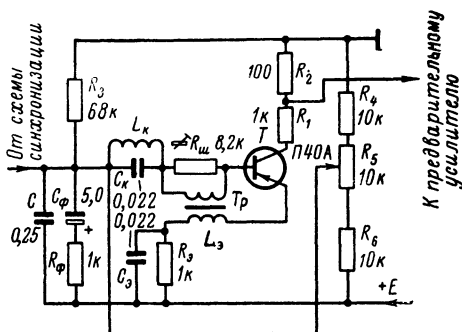 От схемы
синхронизации
R₃
68к
Lк
⌀Rш 8,2к
Cк
0,022
0,022
C
0,25
Cф
5,0
+
Rф
1к
Cэ
Rэ
1к
Tр
Lэ
100
R₂
1к
R₁
T
П40А
R₄
10к
R₅
10к
R₆
10к
+E
К предварительному
усилителю